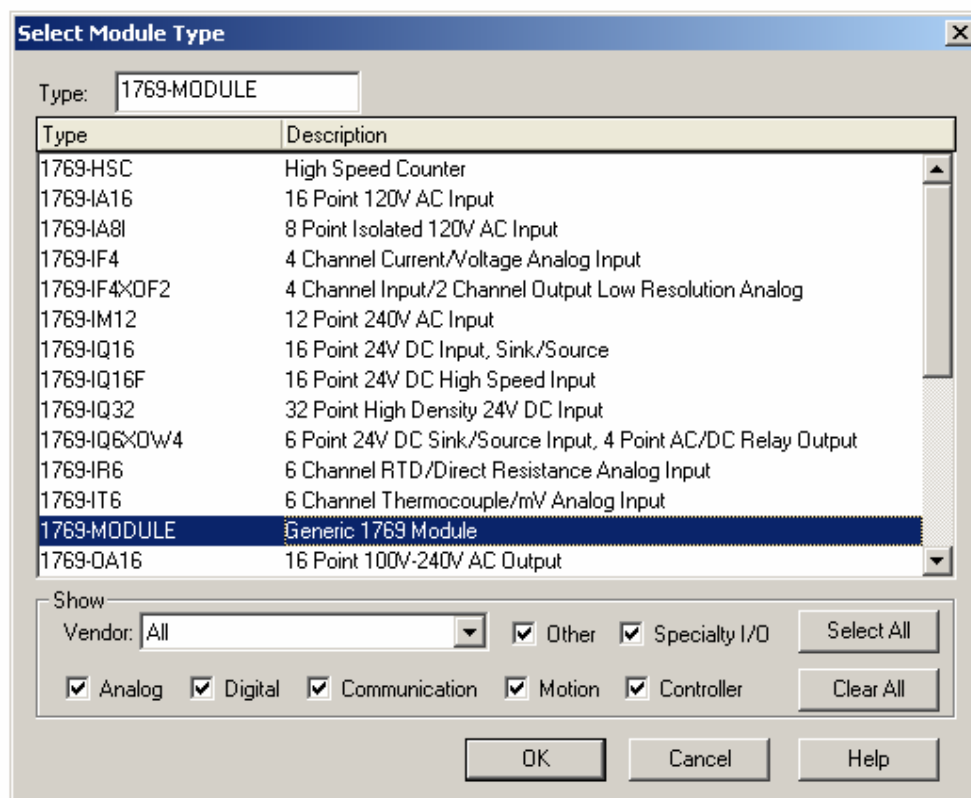 Select Module Type
Type: 1769-MODULE
Type Description
1769-HSC High Speed Counter
1769-IA16 16 Point 120V AC Input
1769-IA8I 8 Point Isolated 120V AC Input
1769-IF4 4 Channel Current/Voltage Analog Input
1769-IF4XOF2 4 Channel Input/2 Channel Output Low Resolution Analog
1769-IM12 12 Point 240V AC Input
1769-IQ16 16 Point 24V DC Input, Sink/Source
1769-IQ16F 16 Point 24V DC High Speed Input
1769-IQ32 32 Point High Density 24V DC Input
1769-IQ6XOW4 6 Point 24V DC Sink/Source Input, 4 Point AC/DC Relay Output
1769-IR6 6 Channel RTD/Direct Resistance Analog Input
1769-IT6 6 Channel Thermocouple/mV Analog Input
1769-MODULE Generic 1769 Module
1769-OA16 16 Point 100V-240V AC Output
Show
Vendor: All Other Specialty I/O Select All
Analog Digital Communication Motion Controller Clear All
OK Cancel Help